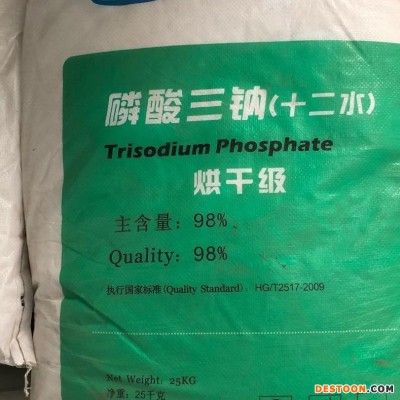 磷酸三钠(十二水)
Trisodium Phosphate
烘干级
主含量: 98%
Quality: 98%
执行国家标准(Quality Standard): HG/T2517-2009
Net Weight: 25KG
净重: 25千克
DESTOON.COM